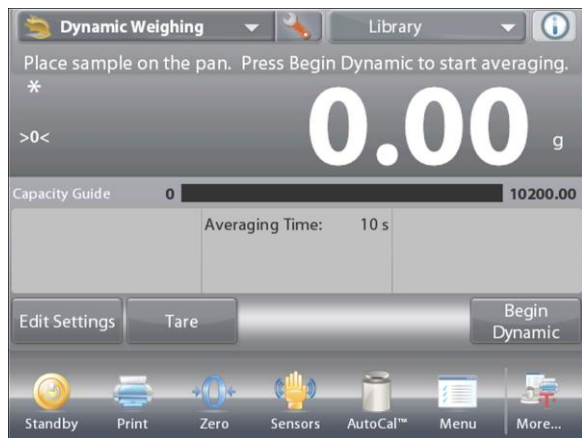 Dynamic Weighing Library
Place sample on the pan. Press Begin Dynamic to start averaging.
*
>0<
0.00 g
Capacity Guide 0 10200.00
Averaging Time: 10 s
Edit Settings Tare Begin Dynamic
Standby Print Zero Sensors AutoCal™ Menu More...